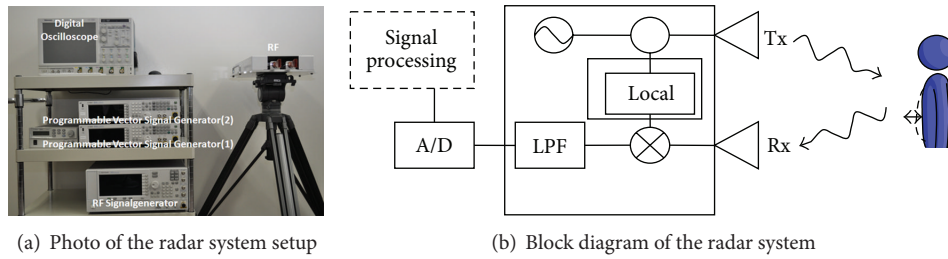 Digital
Oscilloscope
RF
Programmable Vector Signal Generator(2)
Programmable Vector Signal Generator(1)
RF Signalgenerator
(a) Photo of the radar system setup
Signal
processing
A/D
LPF
Local
Tx
Rx
(b) Block diagram of the radar system